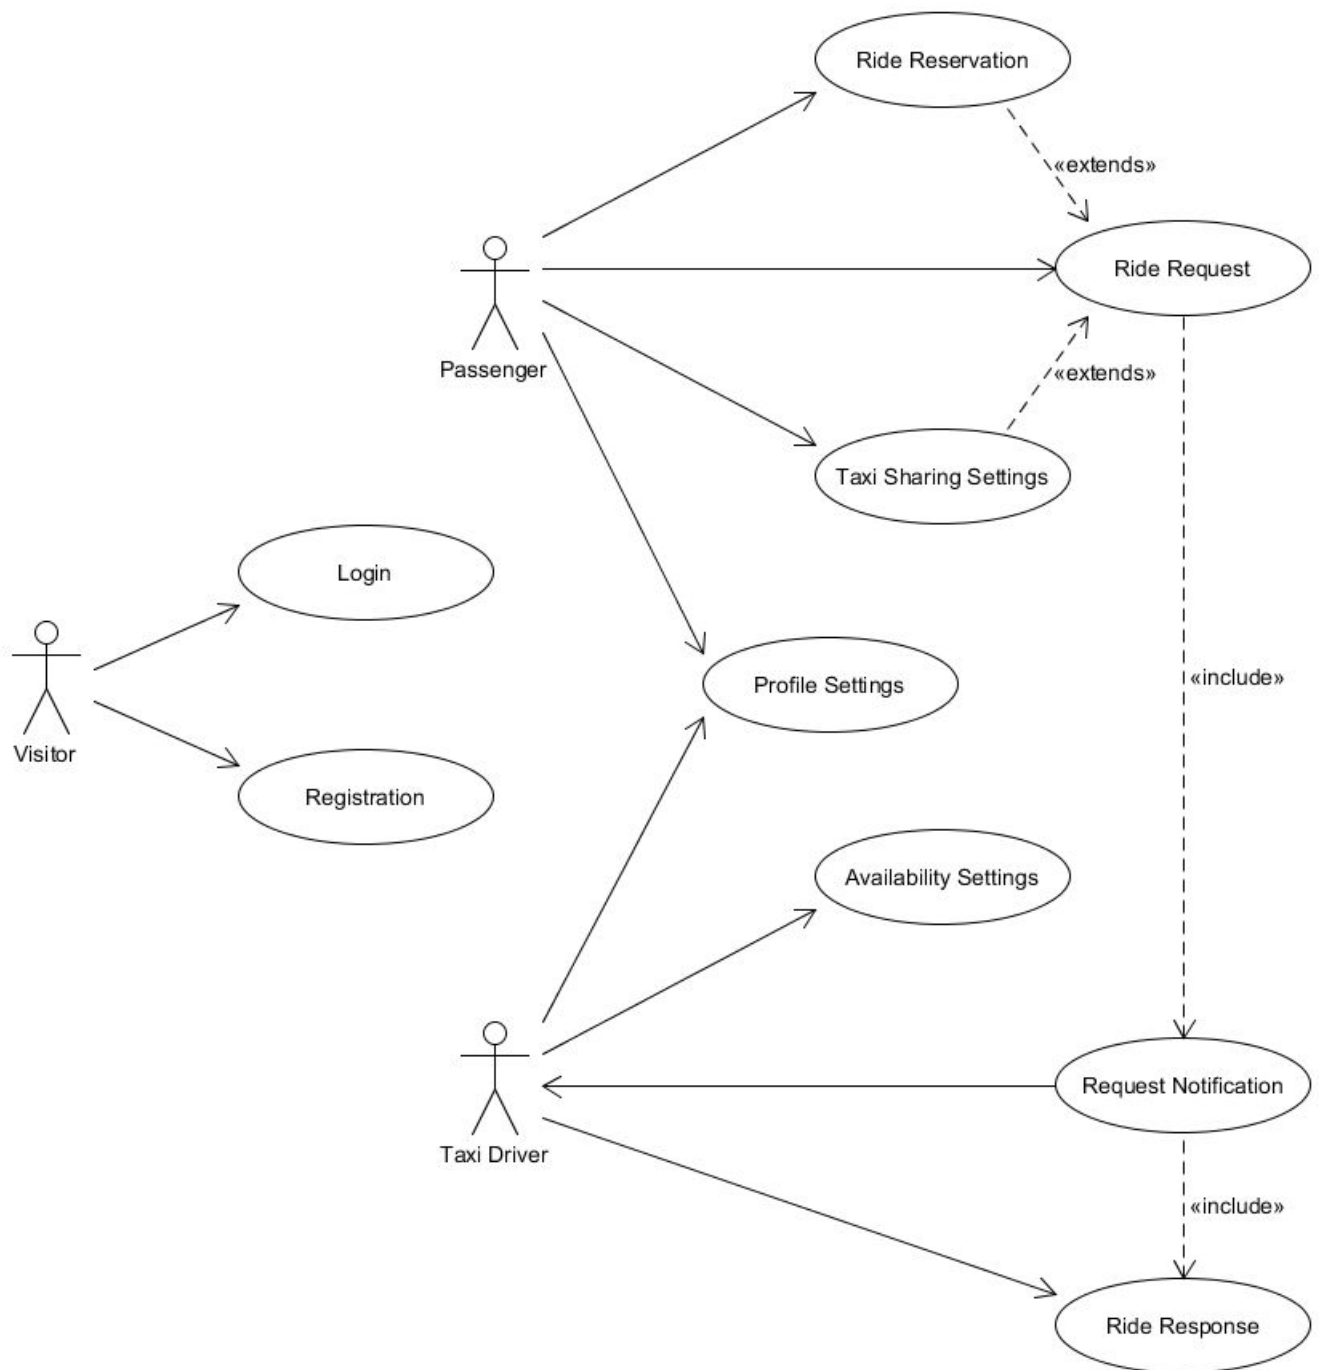 Ride Reservation
«extends»
Ride Request
Passenger
«extends»
Taxi Sharing Settings
Login
Profile Settings
«include»
Visitor
Registration
Availability Settings
Request Notification
Taxi Driver
«include»
Ride Response